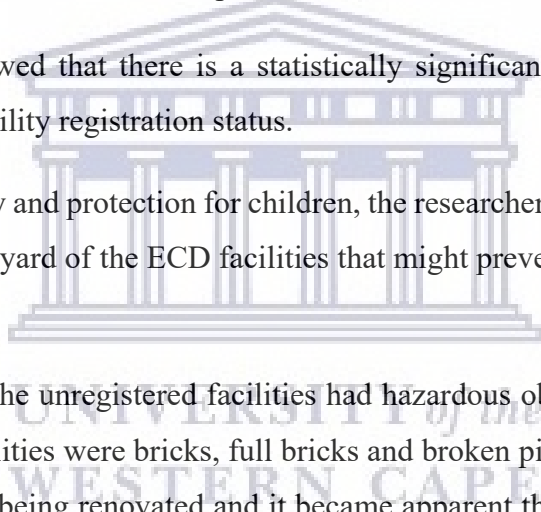 wed that there is a statistically significan
ility registration status.
y and protection for children, the researcher
yard of the ECD facilities that might preve
he unregistered facilities had hazardous ob
UNIVERSITY of the
lities were bricks, full bricks and broken pi
WESTERN CAPE
being renovated and it became apparent th